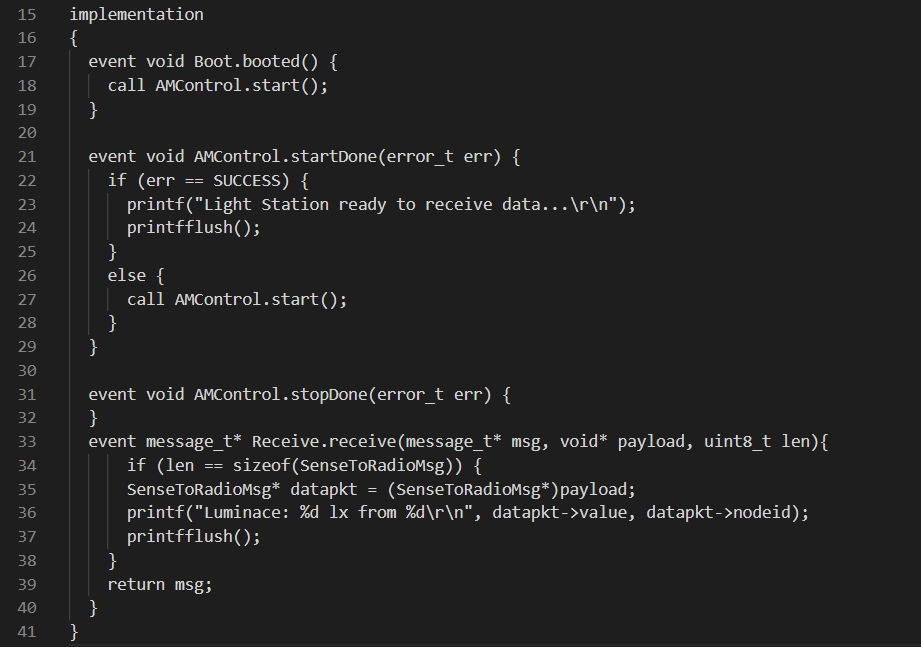 15 implementation
16 {
17   event void Boot.booted() {
18     call AMControl.start();
19   }
20
21   event void AMControl.startDone(error_t err) {
22     if (err == SUCCESS) {
23       printf("Light Station ready to receive data...\r\n");
24       printfflush();
25     }
26     else {
27       call AMControl.start();
28     }
29   }
30
31   event void AMControl.stopDone(error_t err) {
32   }
33   event message_t* Receive.receive(message_t* msg, void* payload, uint8_t len){
34       if (len == sizeof(SenseToRadioMsg)) {
35       SenseToRadioMsg* datapkt = (SenseToRadioMsg*)payload;
36       printf("Luminace: %d lx from %d\r\n", datapkt->value, datapkt->nodeid);
37       printfflush();
38     }
39     return msg;
40   }
41 }